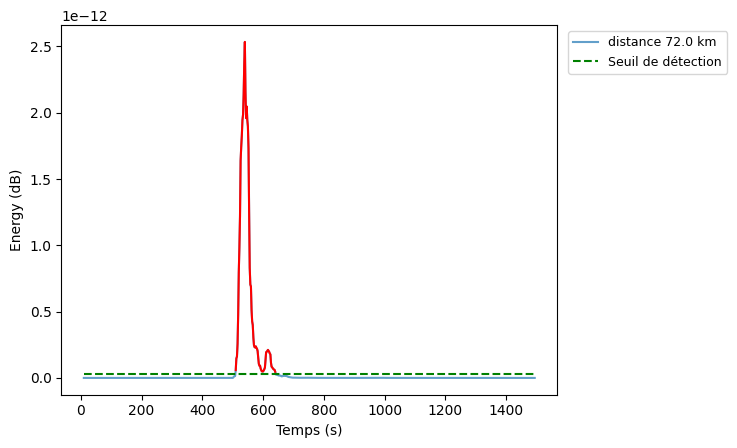 1e−12
distance 72.0 km
Seuil de détection
2.5
2.0
1.5
1.0
0.5
0.0
Energy (dB)
0 200 400 600 800 1000 1200 1400
Temps (s)